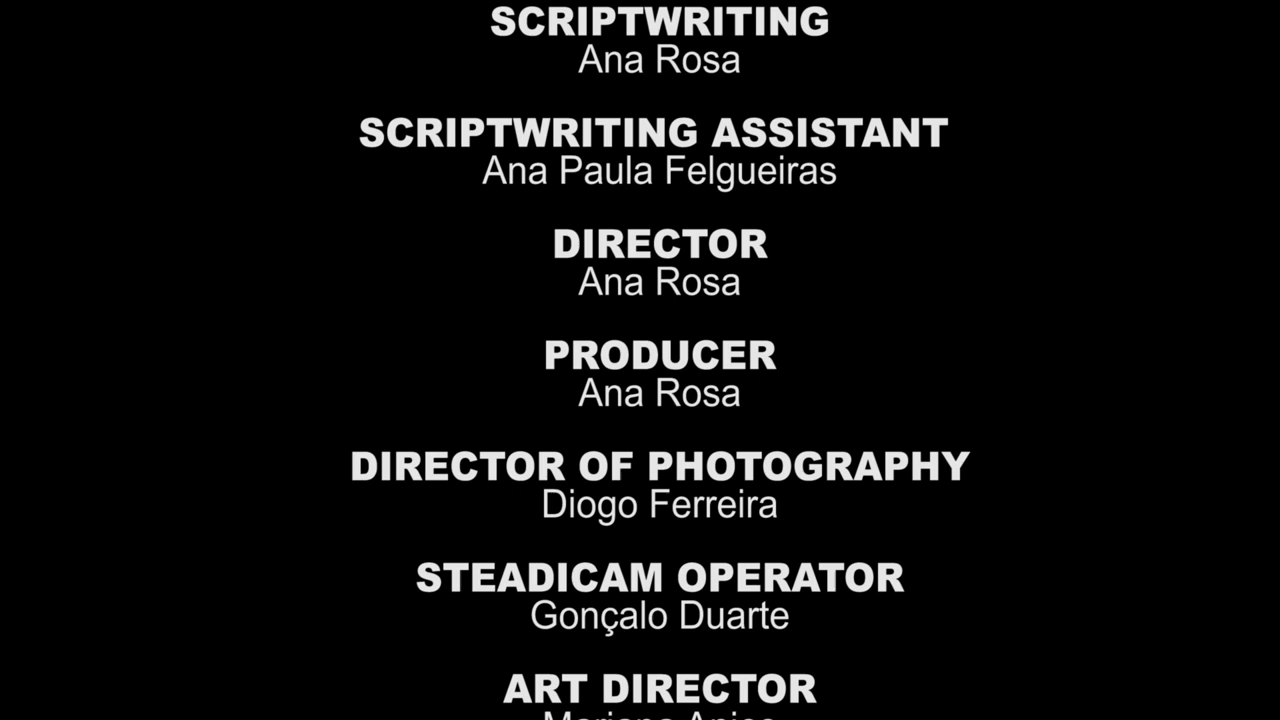 SCRIPTWRITING
Ana Rosa
SCRIPTWRITING ASSISTANT
Ana Paula Felgueiras
DIRECTOR
Ana Rosa
PRODUCER
Ana Rosa
DIRECTOR OF PHOTOGRAPHY
Diogo Ferreira
STEADICAM OPERATOR
Gonçalo Duarte
ART DIRECTOR